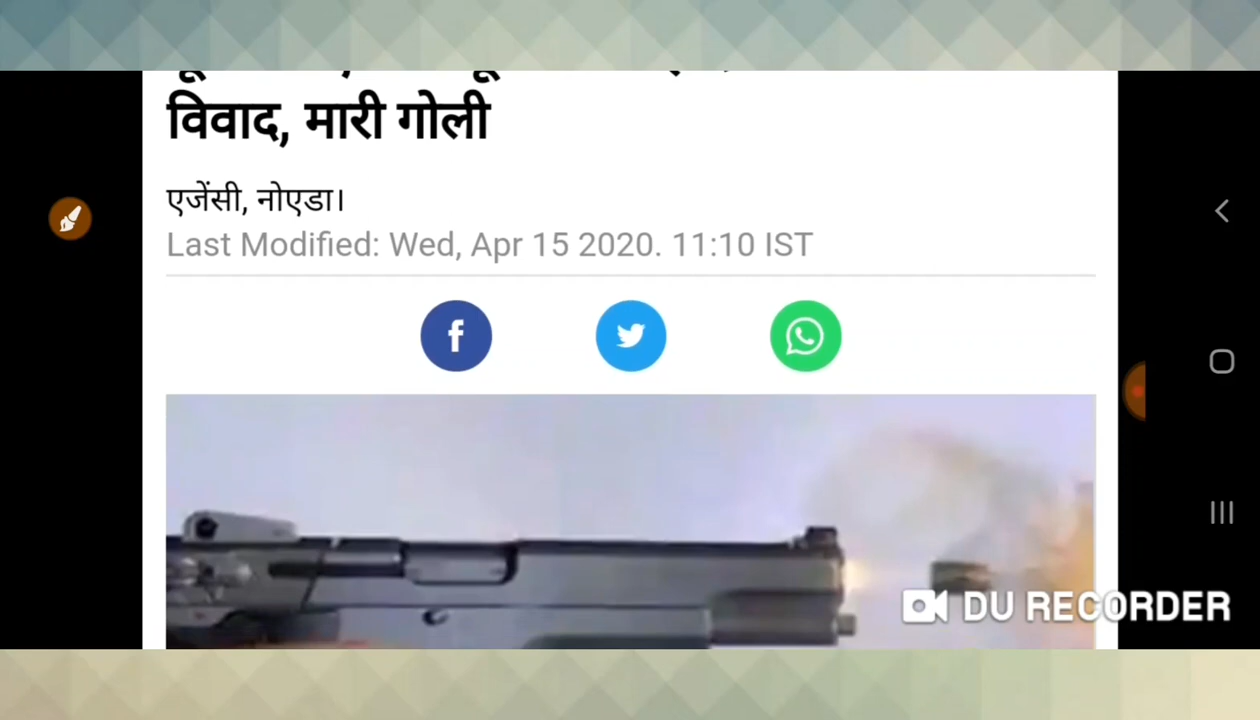 विवाद, मारी गोली
एजेंसी, नोएडा।
Last Modified: Wed, Apr 15 2020. 11:10 IST
DU RECORDER